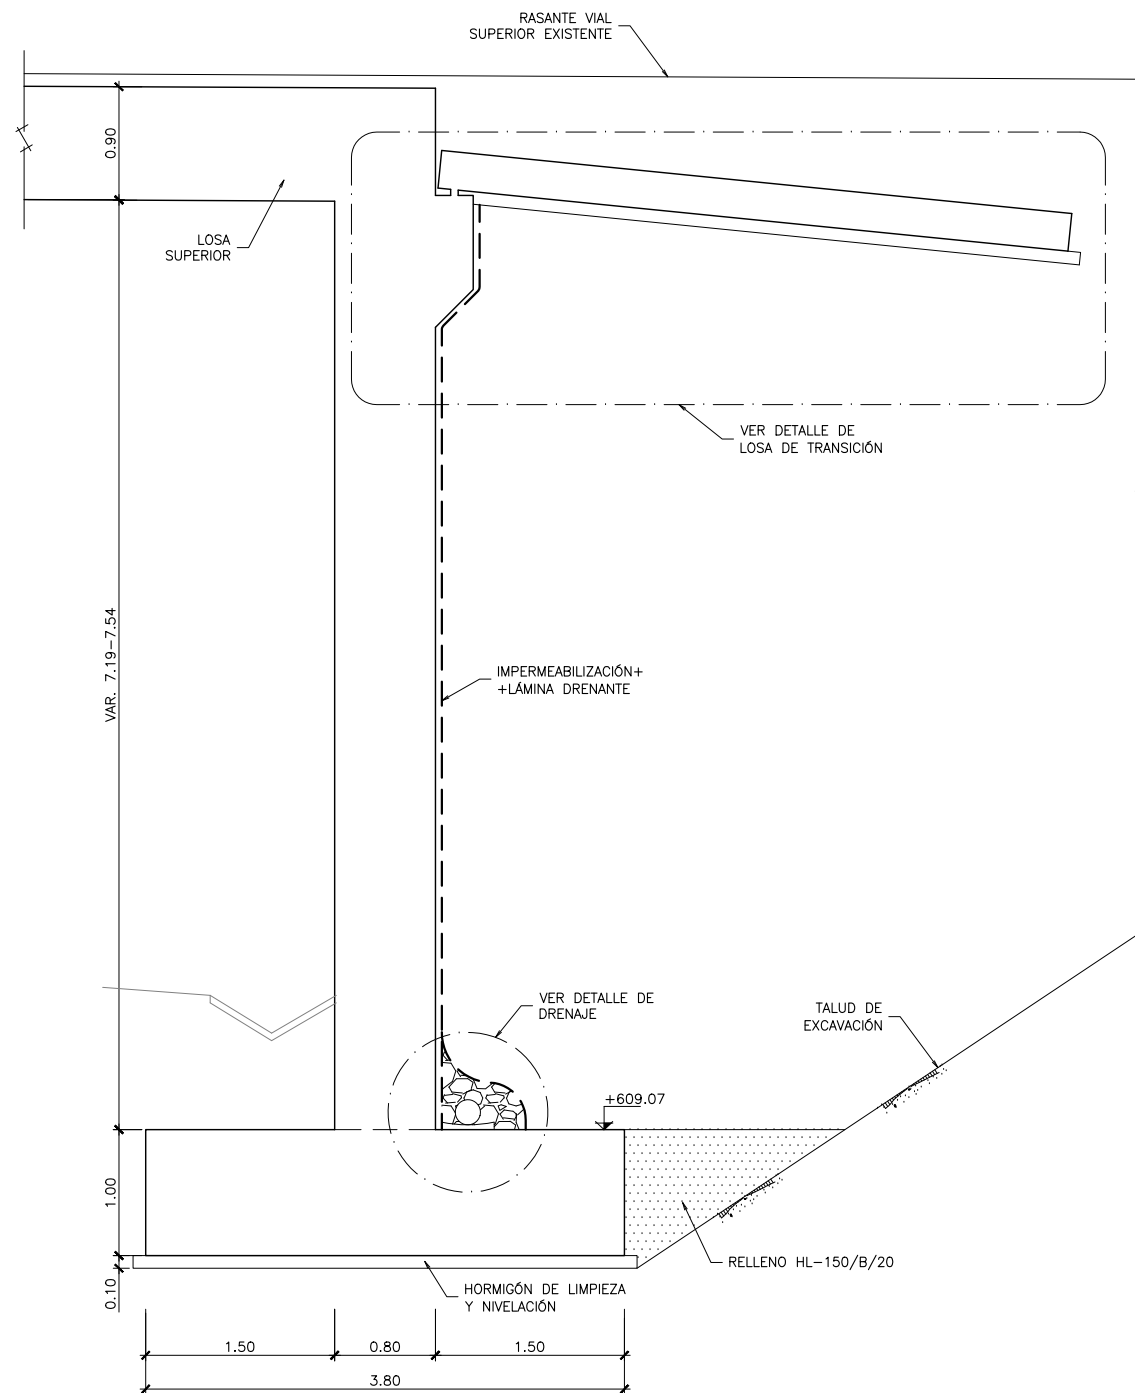 RASANTE VIAL
SUPERIOR EXISTENTE
0.90
LOSA
SUPERIOR
VER DETALLE DE
LOSA DE TRANSICIÓN
VAR. 7.19-7.54
IMPERMEABILIZACIÓN+
+LÁMINA DRENANTE
VER DETALLE DE
DRENAJE
TALUD DE
EXCAVACIÓN
+609.07
1.00
RELLENO HL-150/B/20
0.10
HORMIGÓN DE LIMPIEZA
Y NIVELACIÓN
1.50
0.80
1.50
3.80